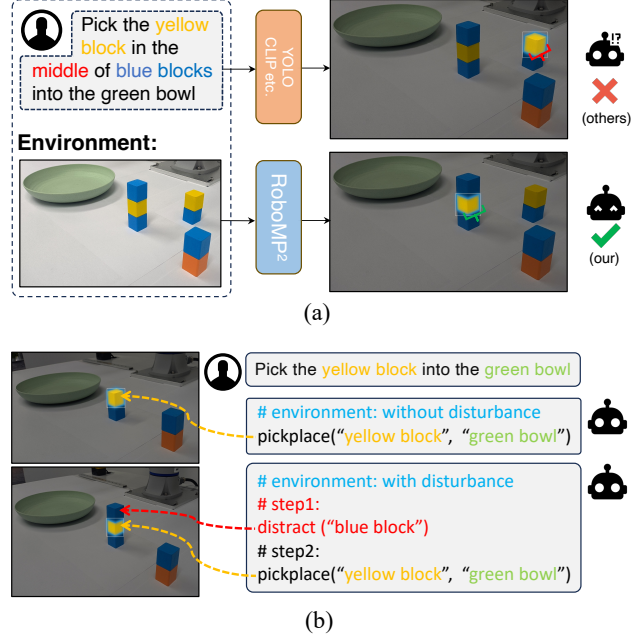 Pick the yellow
block in the
middle of blue blocks
into the green bowl
YOLO
CLIP etc.
!?
(others)
Environment:
RoboMP²
(our)
(a)
Pick the yellow block into the green bowl
# environment: without disturbance
pickplace(“yellow block”, “green bowl”)
# environment: with disturbance
# step1:
distract (“blue block”)
# step2:
pickplace(“yellow block”, “green bowl”)
(b)